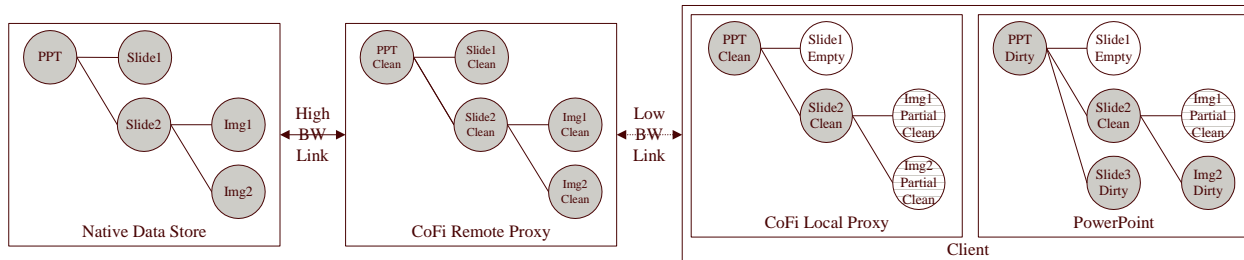 PPT
Slide1
Slide2
Img1
Img2
Native Data Store
High
BW
Link
PPT
Clean
Slide1
Clean
Slide2
Clean
Img1
Clean
Img2
Clean
CoFi Remote Proxy
Low
BW
Link
PPT
Clean
Slide1
Empty
Slide2
Clean
Img1
Partial
Clean
Img2
Partial
Clean
CoFi Local Proxy
PPT
Dirty
Slide1
Empty
Slide2
Clean
Img1
Partial
Clean
Slide3
Dirty
Img2
Dirty
PowerPoint
Client